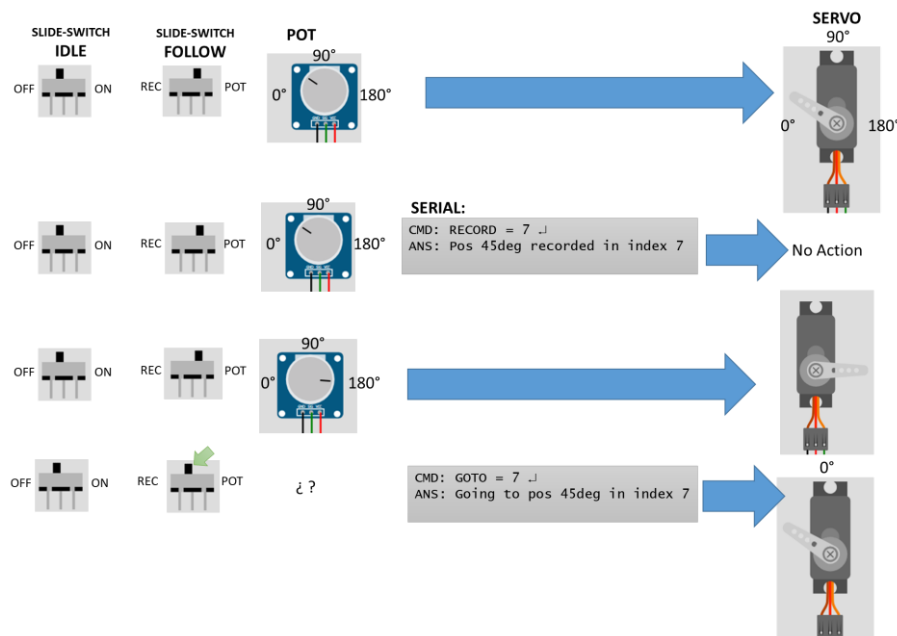 SLIDE-SWITCH
IDLE
SLIDE-SWITCH
FOLLOW
POT
SERVO
90°
90°
OFF
ON
REC
POT
0°
180°
0°
180°
SERIAL:
90°
CMD: RECORD = 7 ↵
ANS: Pos 45deg recorded in index 7
OFF
ON
REC
POT
0°
180°
No Action
90°
OFF
ON
REC
POT
0°
180°
0°
OFF
ON
REC
POT
¿ ?
CMD: GOTO = 7 ↵
ANS: Going to pos 45deg in index 7